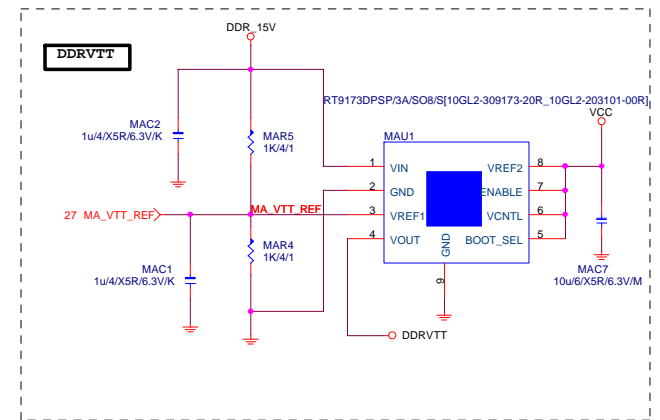 DDRVTT
DDR_15V
RT9173DPSP/3A/SO8/S[10GL2-309173-20R_10GL2-203101-00R]
VCC
MAC2
1u/4/X5R/6.3V/K
MAR5
1K/4/1
MAU1
1 VIN
2 GND
3 VREF1
4 VOUT
VREF2 8
ENABLE 7
VCNTL 6
BOOT_SEL 5
GND
9
27 MA_VTT_REF
MA_VTT_REF
MAR4
1K/4/1
MAC1
1u/4/X5R/6.3V/K
MAC7
10u/6/X5R/6.3V/M
DDRVTT